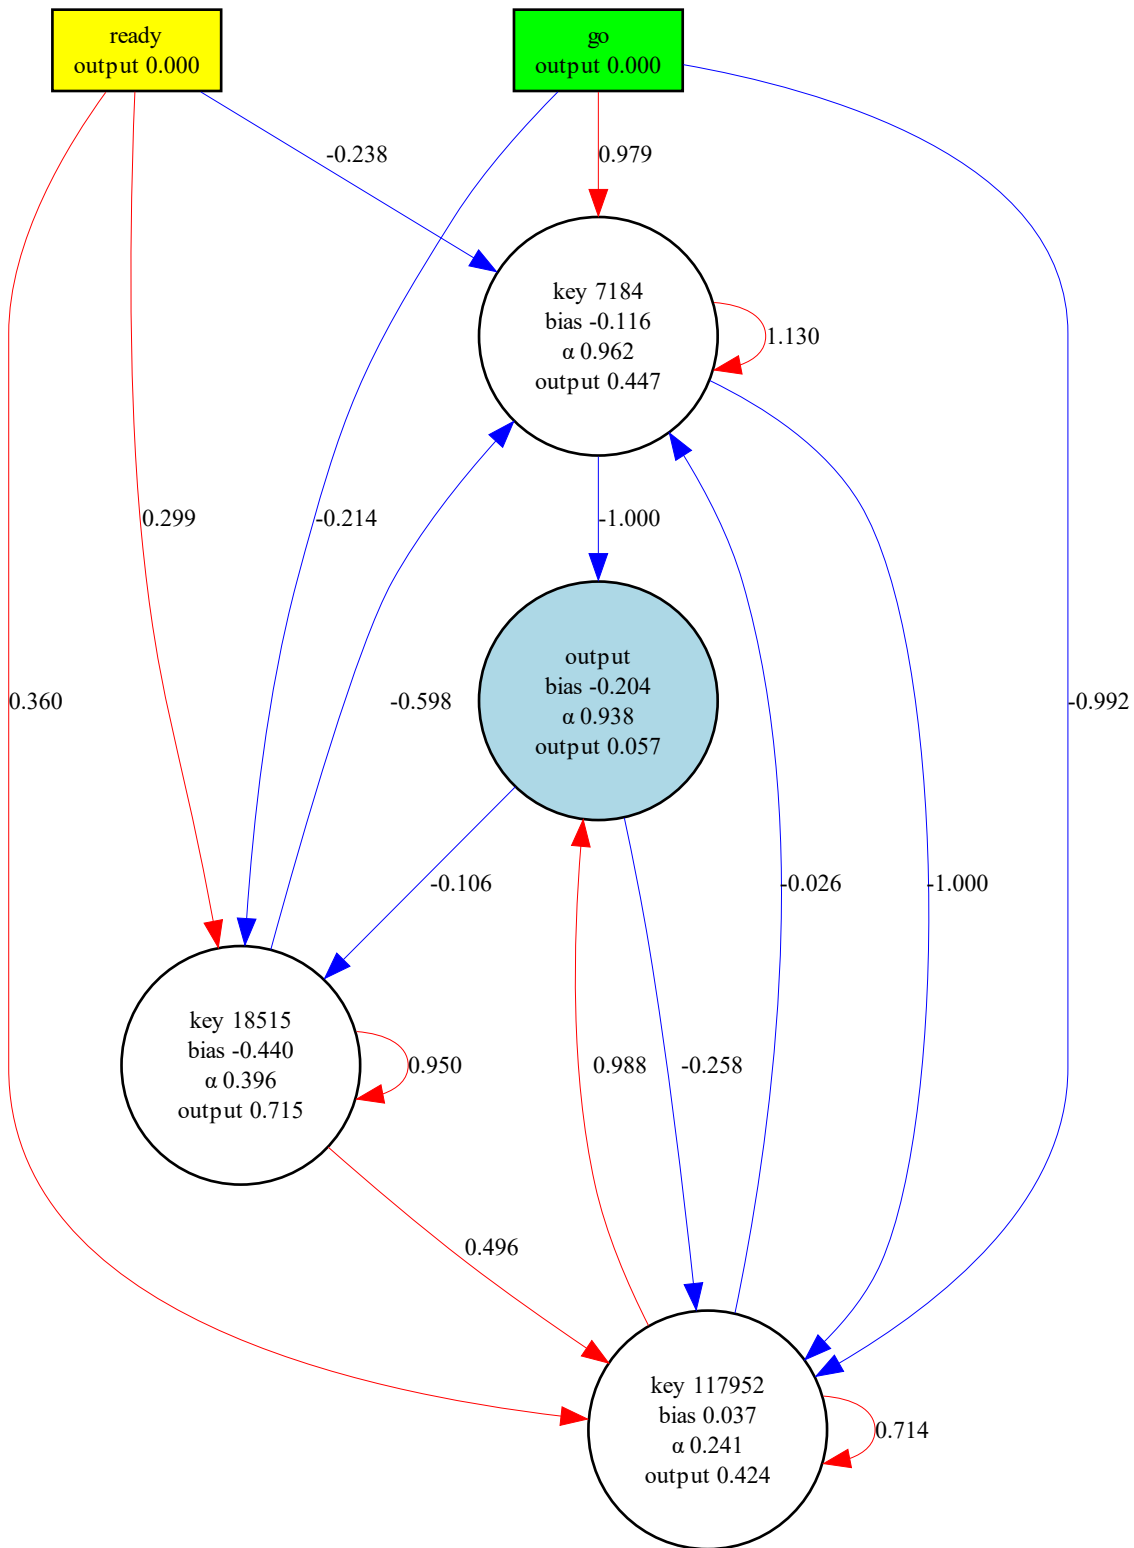 ready
output 0.000
go
output 0.000
-0.238
0.979
key 7184
bias -0.116
α 0.962
output 0.447
1.130
0.299
-0.214
-1.000
output
bias -0.204
α 0.938
output 0.057
0.360
-0.598
-0.992
-0.106
-0.026
-1.000
key 18515
bias -0.440
α 0.396
output 0.715
0.950
0.988
-0.258
0.496
key 117952
bias 0.037
α 0.241
output 0.424
0.714